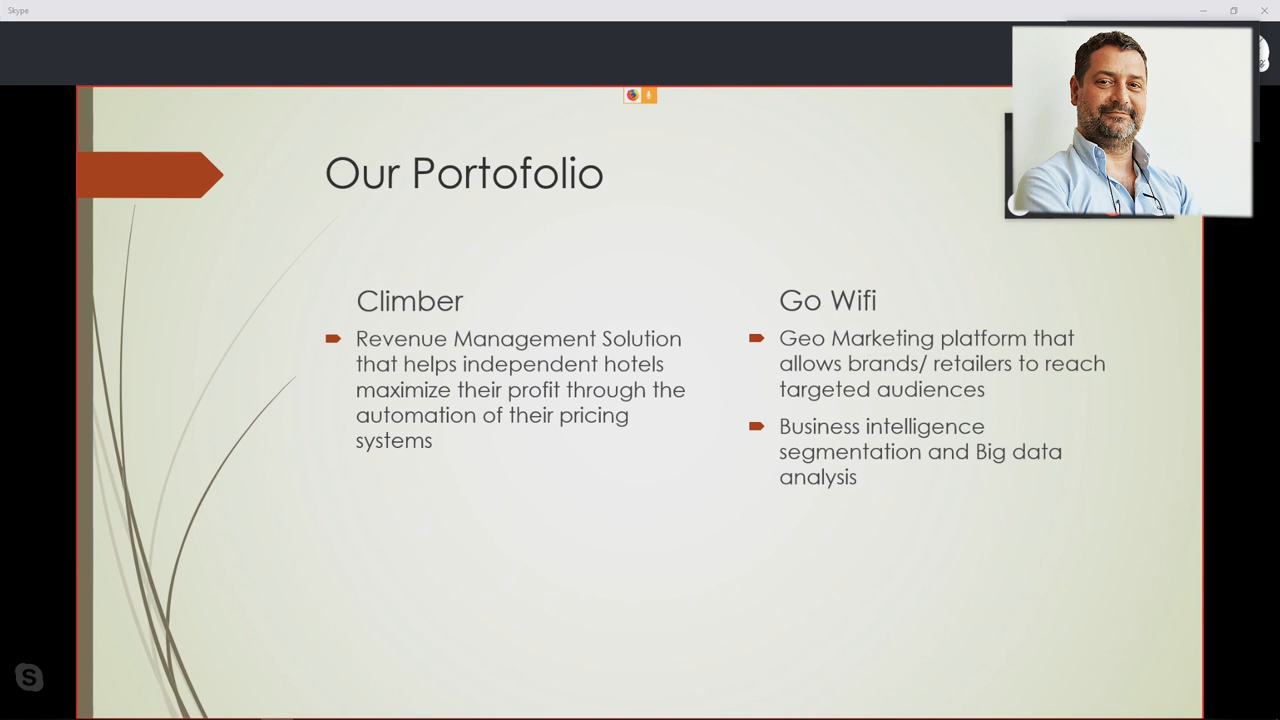 Skype
Our Portofolio
Climber
Revenue Management Solution
that helps independent hotels
maximize their profit through the
automation of their pricing
systems
Go Wifi
Geo Marketing platform that
allows brands/ retailers to reach
targeted audiences
Business intelligence
segmentation and Big data
analysis
S